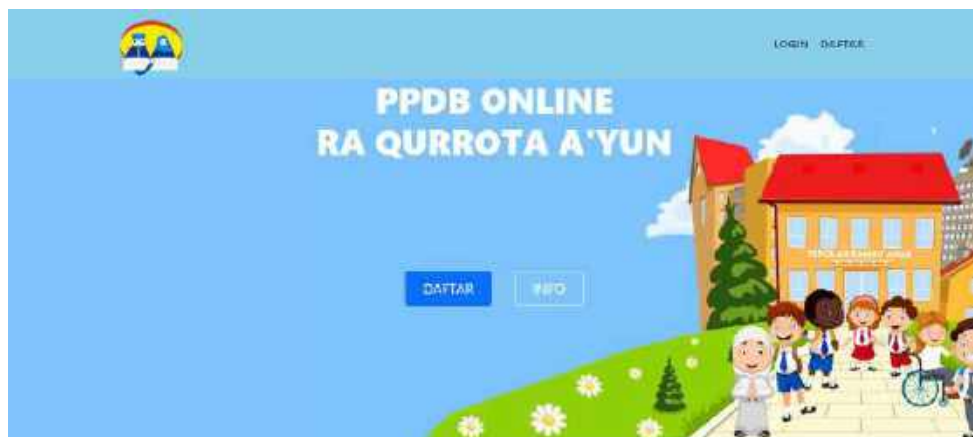 LOGIN DAFTAR
PPDB ONLINE
RA QURROTA A'YUN
DAFTAR INFO